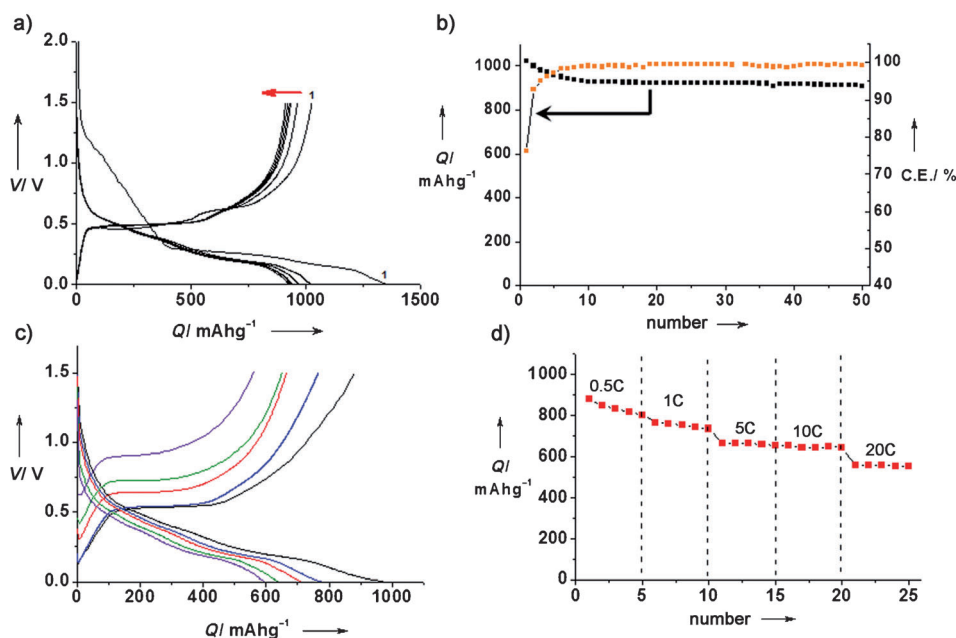 a)
2.0
1.5
1.0
0.5
0.0
V/ V
1
1
0 500 1000 1500
Q/ mAhg⁻¹
b)
1000
800
600
400
200
0
Q/
mAhg⁻¹
100
90
80
70
60
50
40
C.E./ %
0 10 20 30 40 50
number
c)
1.5
1.0
0.5
0.0
V/ V
0 200 400 600 800 1000
Q/ mAhg⁻¹
d)
1000
800
600
400
200
0
Q/
mAhg⁻¹
0.5C
1C
5C
10C
20C
0 5 10 15 20 25
number